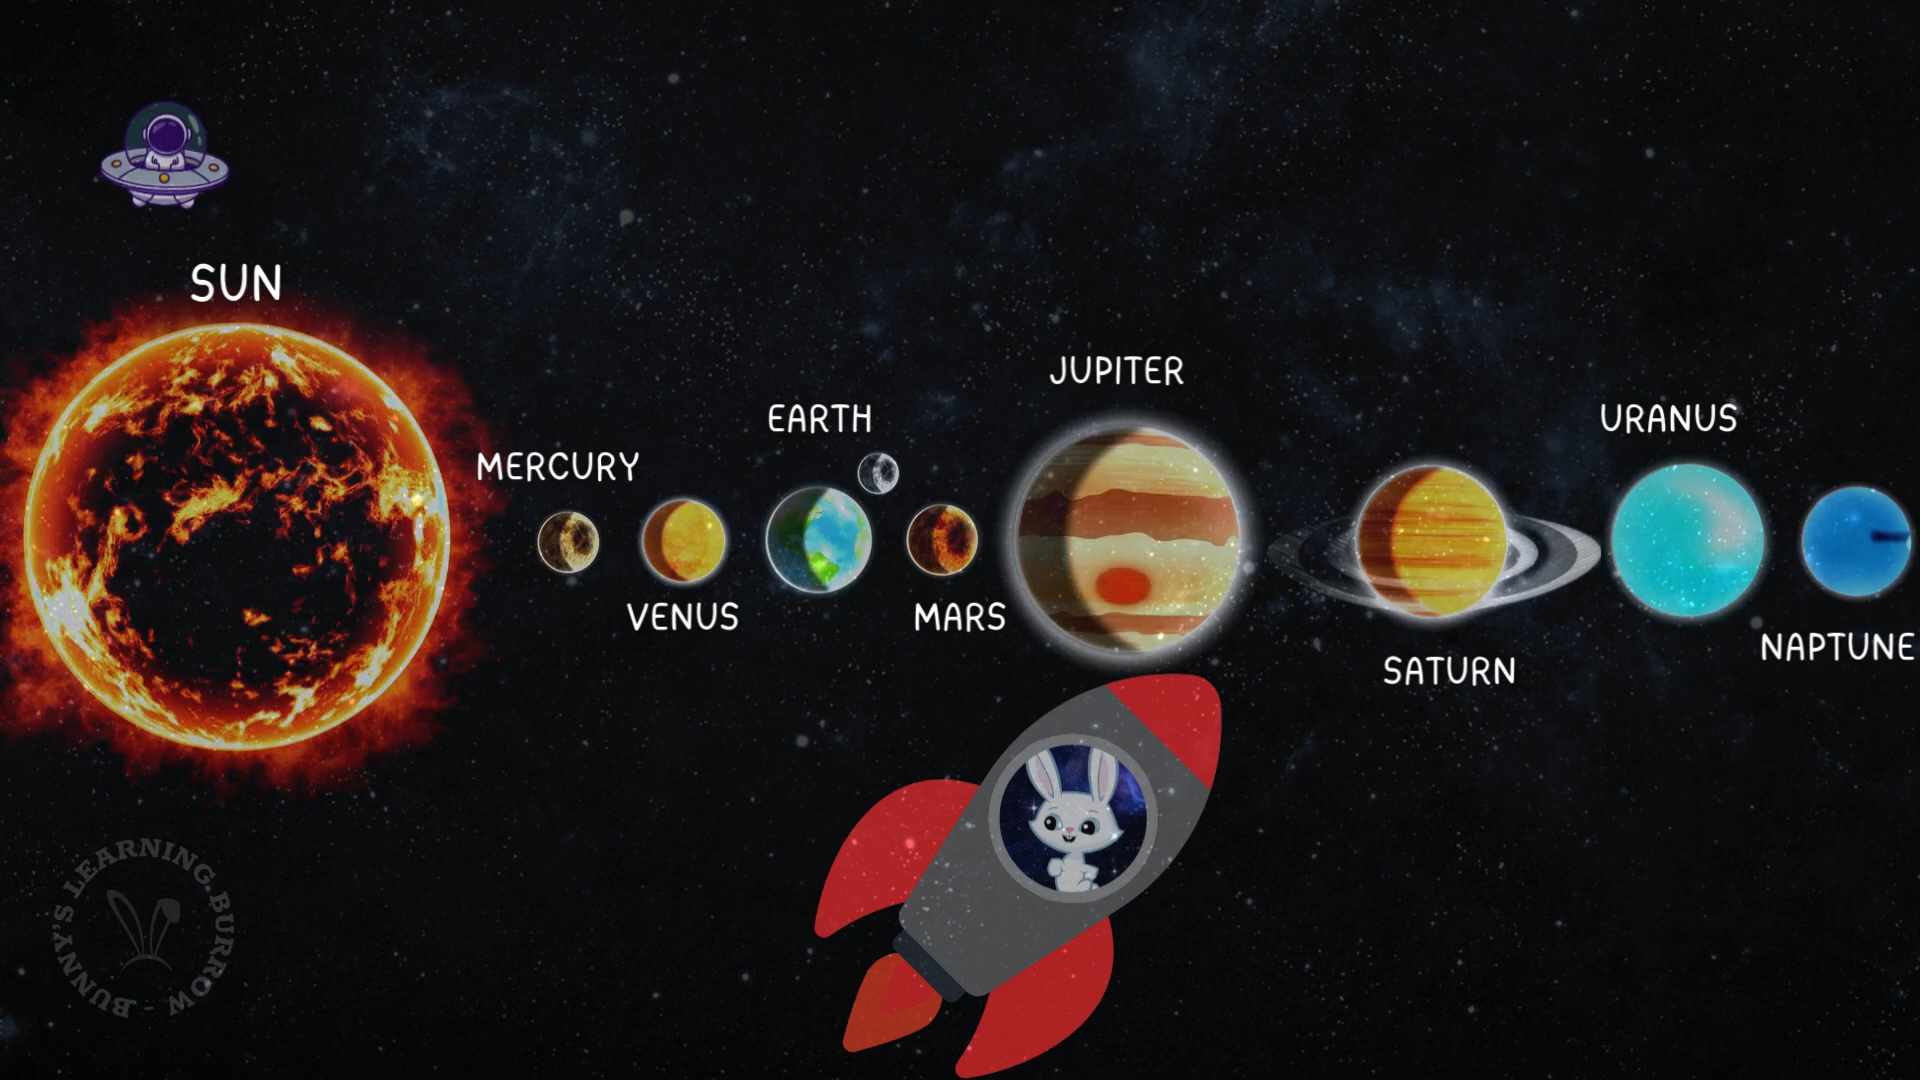 SUN
JUPITER
EARTH
URANUS
MERCURY
VENUS
MARS
NAPTUNE
SATURN
BUNNY'S LEARNING BURROW -